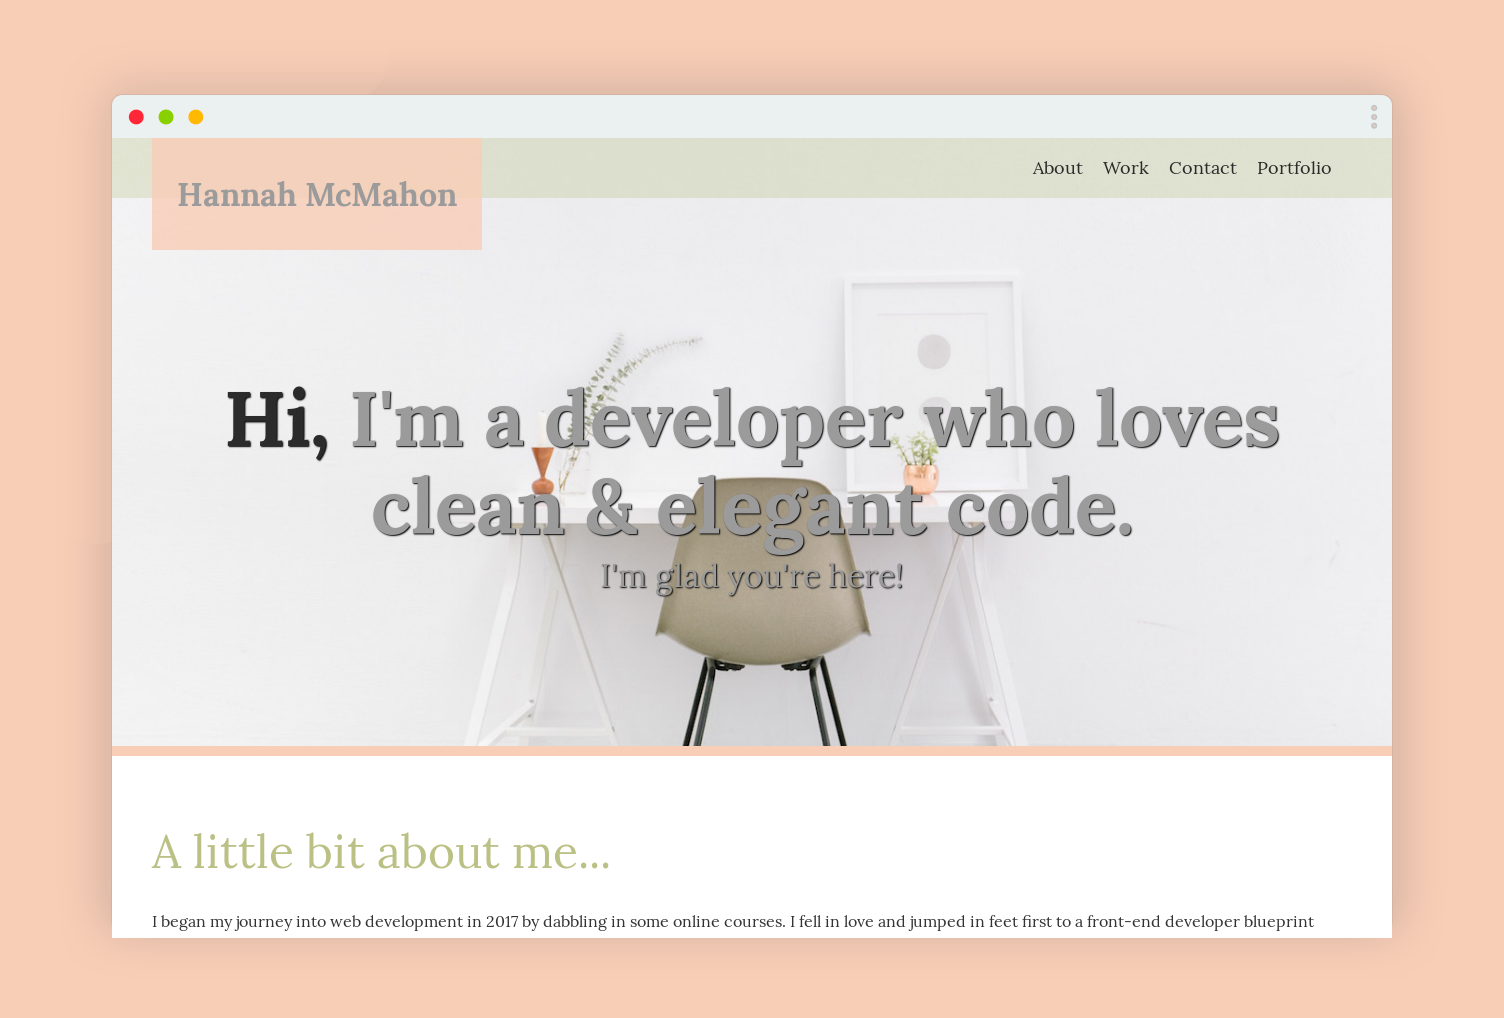 Hannah McMahon
About Work Contact Portfolio
Hi, I'm a developer who loves
clean & elegant code.
I'm glad you're here!
A little bit about me...
I began my journey into web development in 2017 by dabbling in some online courses. I fell in love and jumped in feet first to a front-end developer blueprint